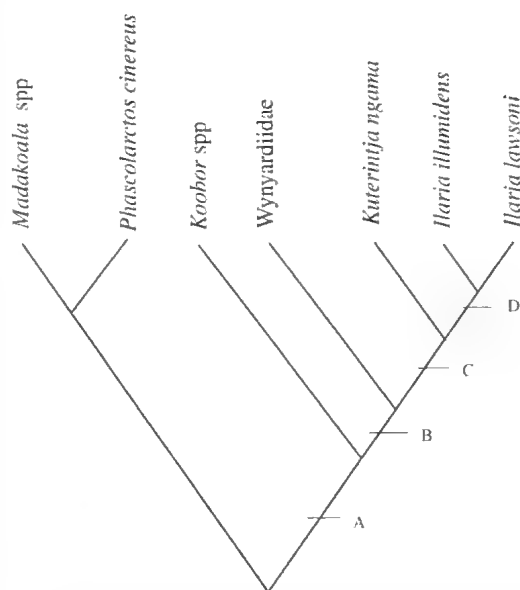 Madakoala spp
Phascolarctos cinereus
Koobor spp
Wynyardiidae
Kuterintja ngama
Ilaria illumidens
Ilaria lawsoni
D
C
B
A